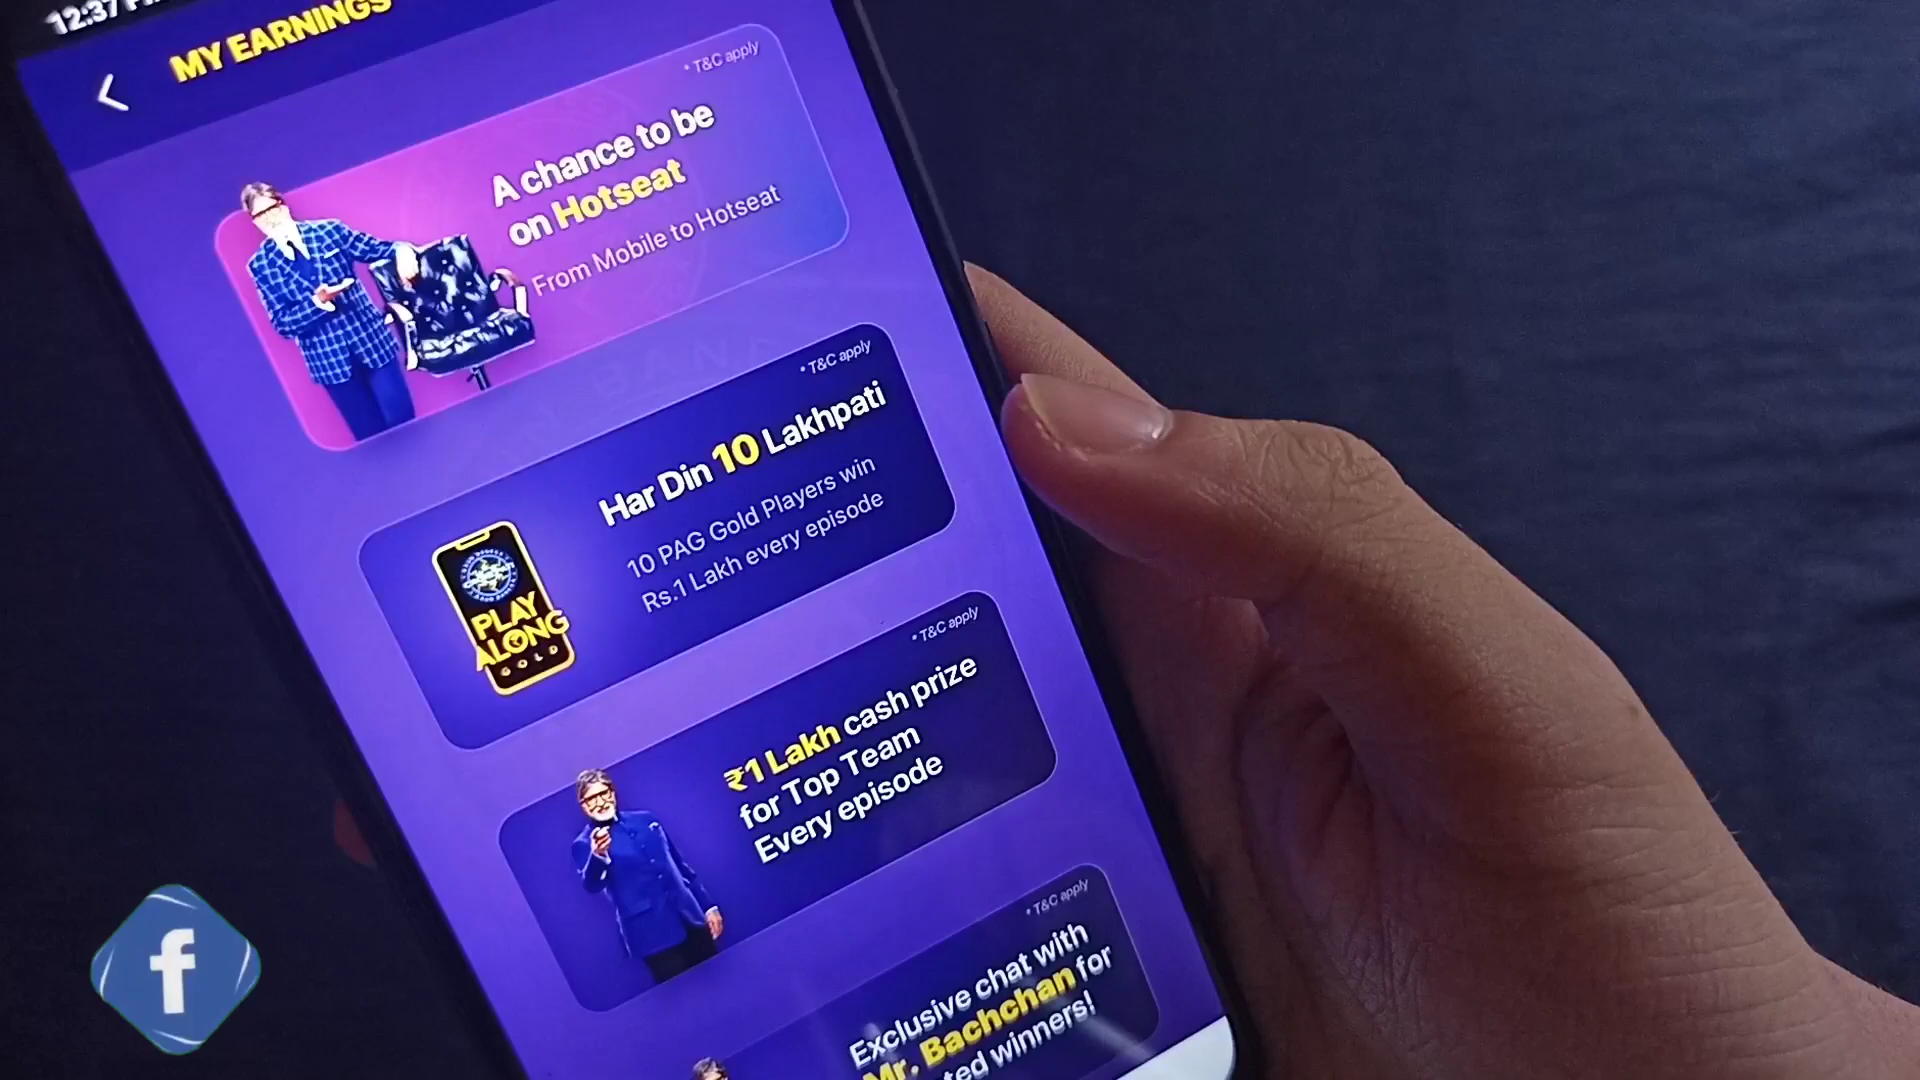 12:37
MY EARNINGS
* T&C apply
A chance to be
on Hotseat
From Mobile to Hotseat
* T&C apply
Har Din 10 Lakhpati
10 PAG Gold Players win
Rs.1 Lakh every episode
PLAY
ALONG
GOLD
* T&C apply
₹1 Lakh cash prize
for Top Team
Every episode
* T&C apply
Exclusive chat with
Mr. Bachchan for
winners!
f